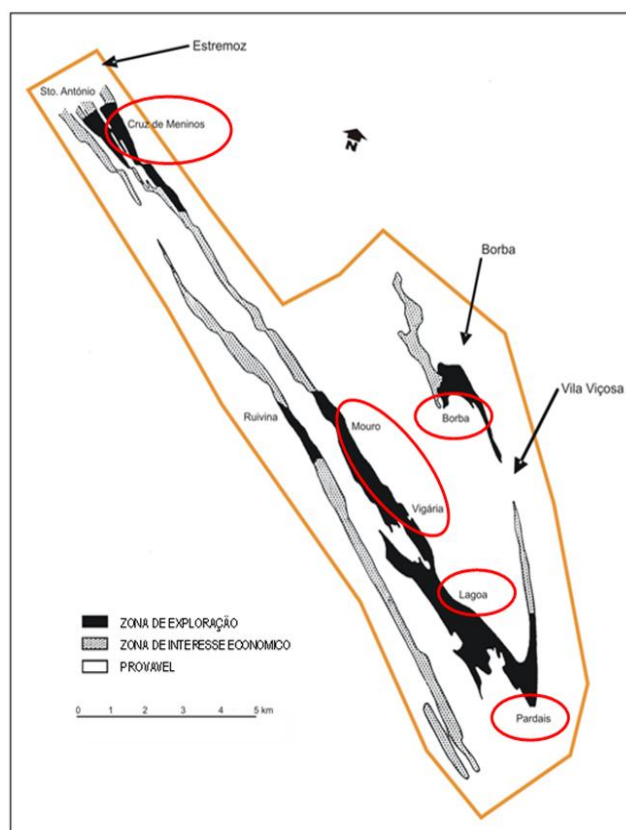 Estremoz
Sto. António
Cruz de Meninos
N
Borba
Vila Viçosa
Borba
Ruivina
Mouro
Vigária
Lagoa
Pardais
ZONA DE EXPLORAÇÃO
ZONA DE INTERESSE ECONOMICO
PROVAVEL
0 1 2 3 4 5 km